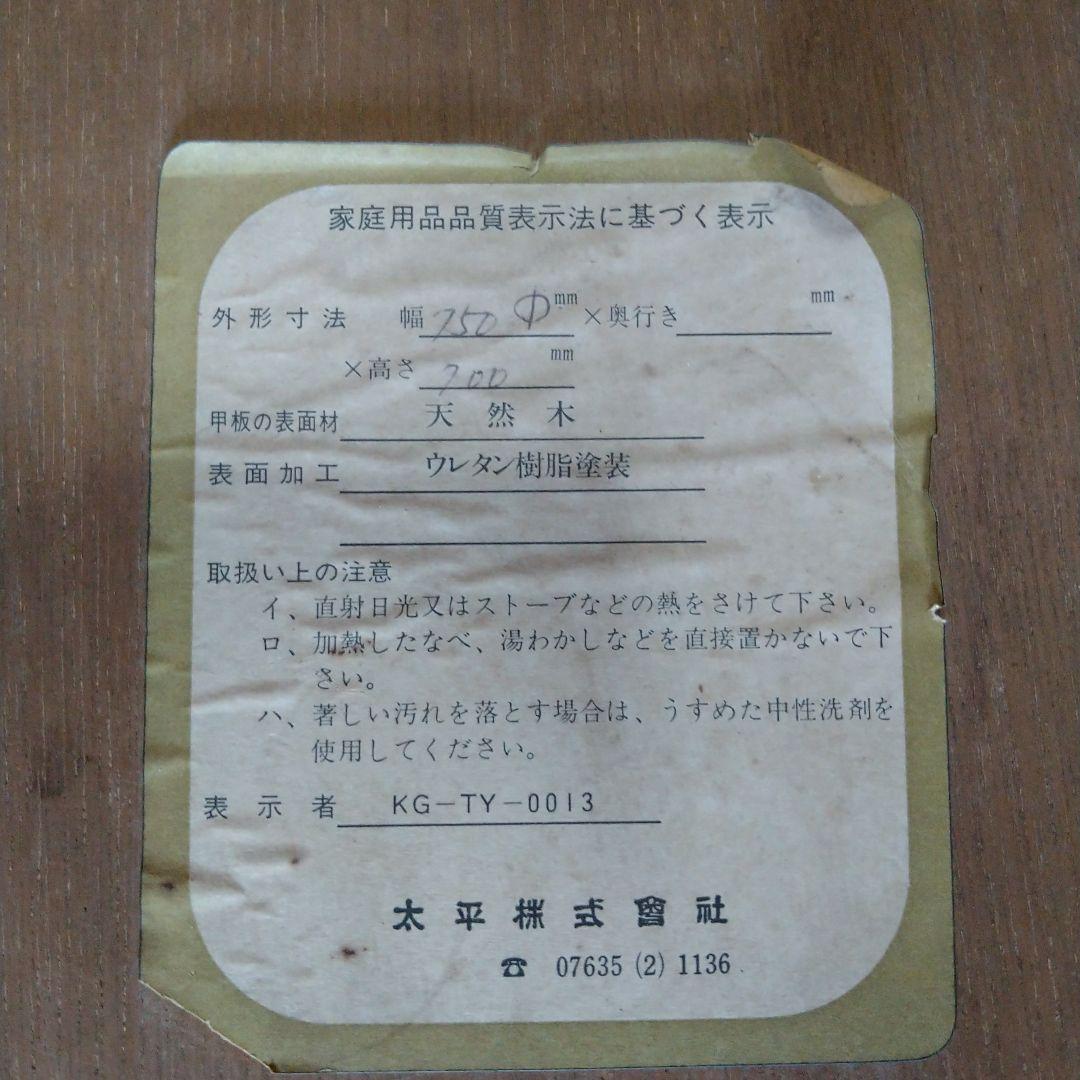 家庭用品品質表示法に基づく表示
外形寸法 幅 750 Φ mm ×奥行き mm
×高さ 700 mm
甲板の表面材 天然木
表面加工 ウレタン樹脂塗装
取扱い上の注意
イ、直射日光又はストーブなどの熱をさけて下さい。
ロ、加熱したなべ、湯わかしなどを直接置かないで下
さい。
ハ、著しい汚れを落とす場合は、うすめた中性洗剤を
使用してください。
表示者 KG-TY-0013
太平株式會社
☎ 07635 (2) 1136